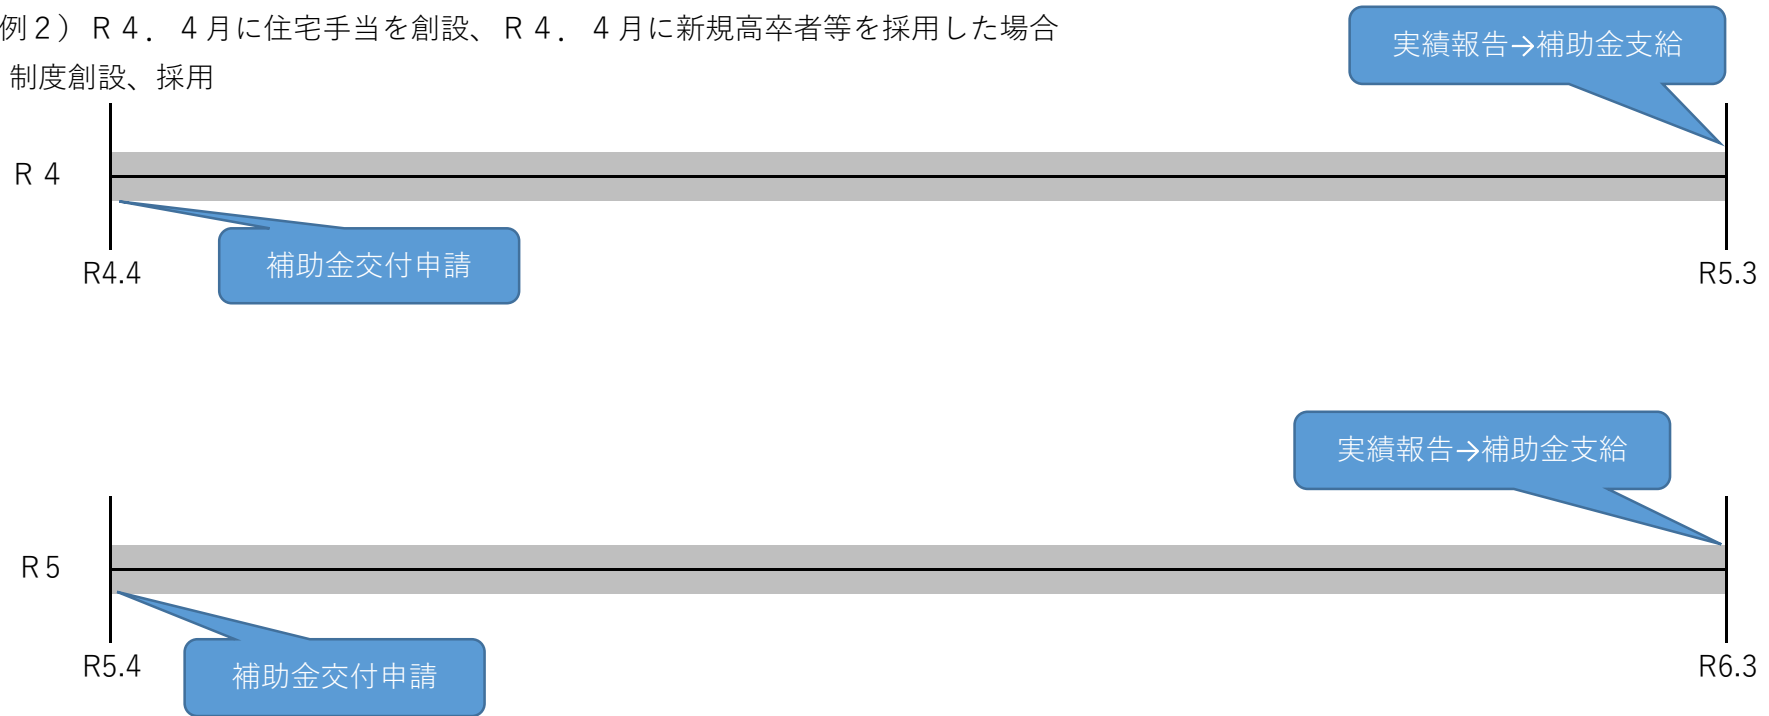 例２）Ｒ４．４月に住宅手当を創設、Ｒ４．４月に新規高卒者等を採用した場合
実績報告→補助金支給
制度創設、採用
Ｒ４
補助金交付申請
R4.4
R5.3
実績報告→補助金支給
Ｒ５
補助金交付申請
R5.4
R6.3